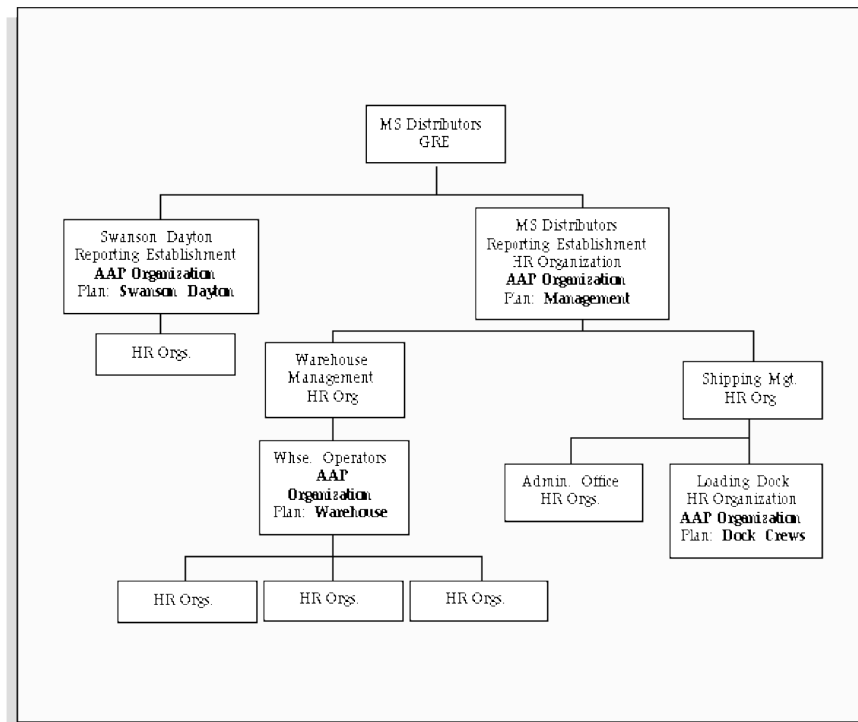 MS Distributors
GRE
Swanson Dayton
Reporting Establishment
AAP Organization
Plan: Swanson Dayton
MS Distributors
Reporting Establishment
HR Organization
AAP Organization
Plan: Management
HR Orgs.
Warehouse
Management
HR Org
Shipping Mgt.
HR Org
Whse. Operators
AAP
Organization
Plan: Warehouse
Admin. Office
HR Orgs.
Loading Dock
HR Organization
AAP Organization
Plan: Dock Crews
HR Orgs.
HR Orgs.
HR Orgs.